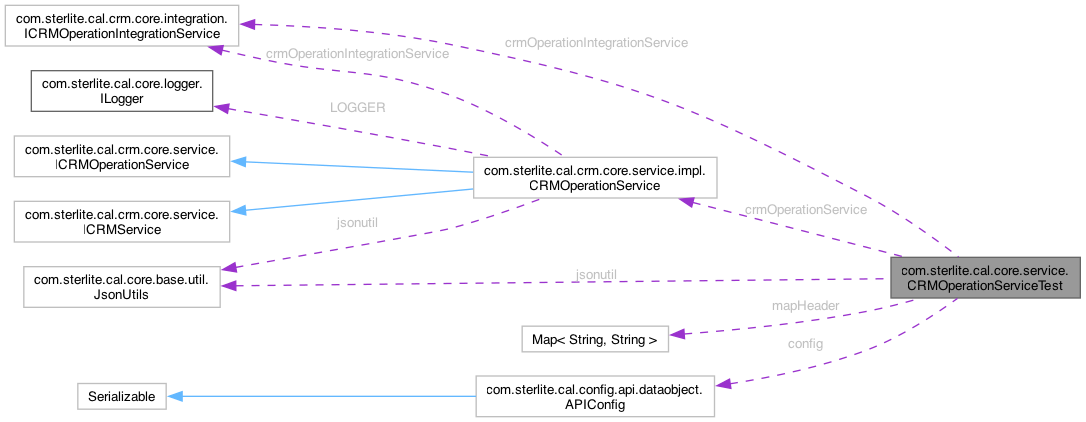 com.sterlite.cal.crm.core.integration.
ICRMOperationIntegrationService
crmOperationIntegrationService
crmOperationIntegrationService
com.sterlite.cal.core.logger.
ILogger
LOGGER
com.sterlite.cal.crm.core.service.
ICRMOperationService
com.sterlite.cal.crm.core.service.impl.
CRMOperationService
com.sterlite.cal.crm.core.service.
ICRMService
crmOperationService
jsonutil
com.sterlite.cal.core.base.util.
JsonUtils
jsonutil
com.sterlite.cal.core.service.
CRMOperationServiceTest
mapHeader
Map< String, String >
config
Serializable
com.sterlite.cal.config.api.dataobject.
APIConfig